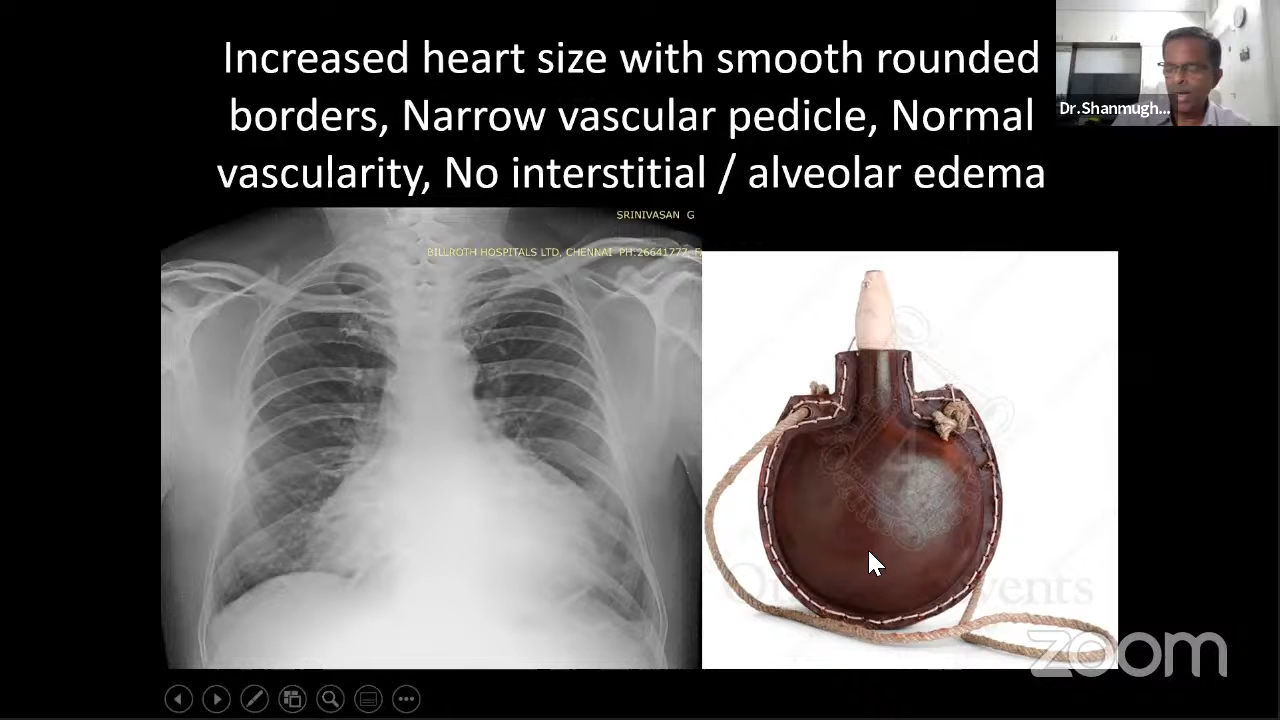 Increased heart size with smooth rounded
borders, Narrow vascular pedicle, Normal
vascularity, No interstitial / alveolar edema
Dr.Shanmugh...
SRINIVASAN G
BILLROTH HOSPITALS LTD, CHENNAI PH:26641777,
zoom